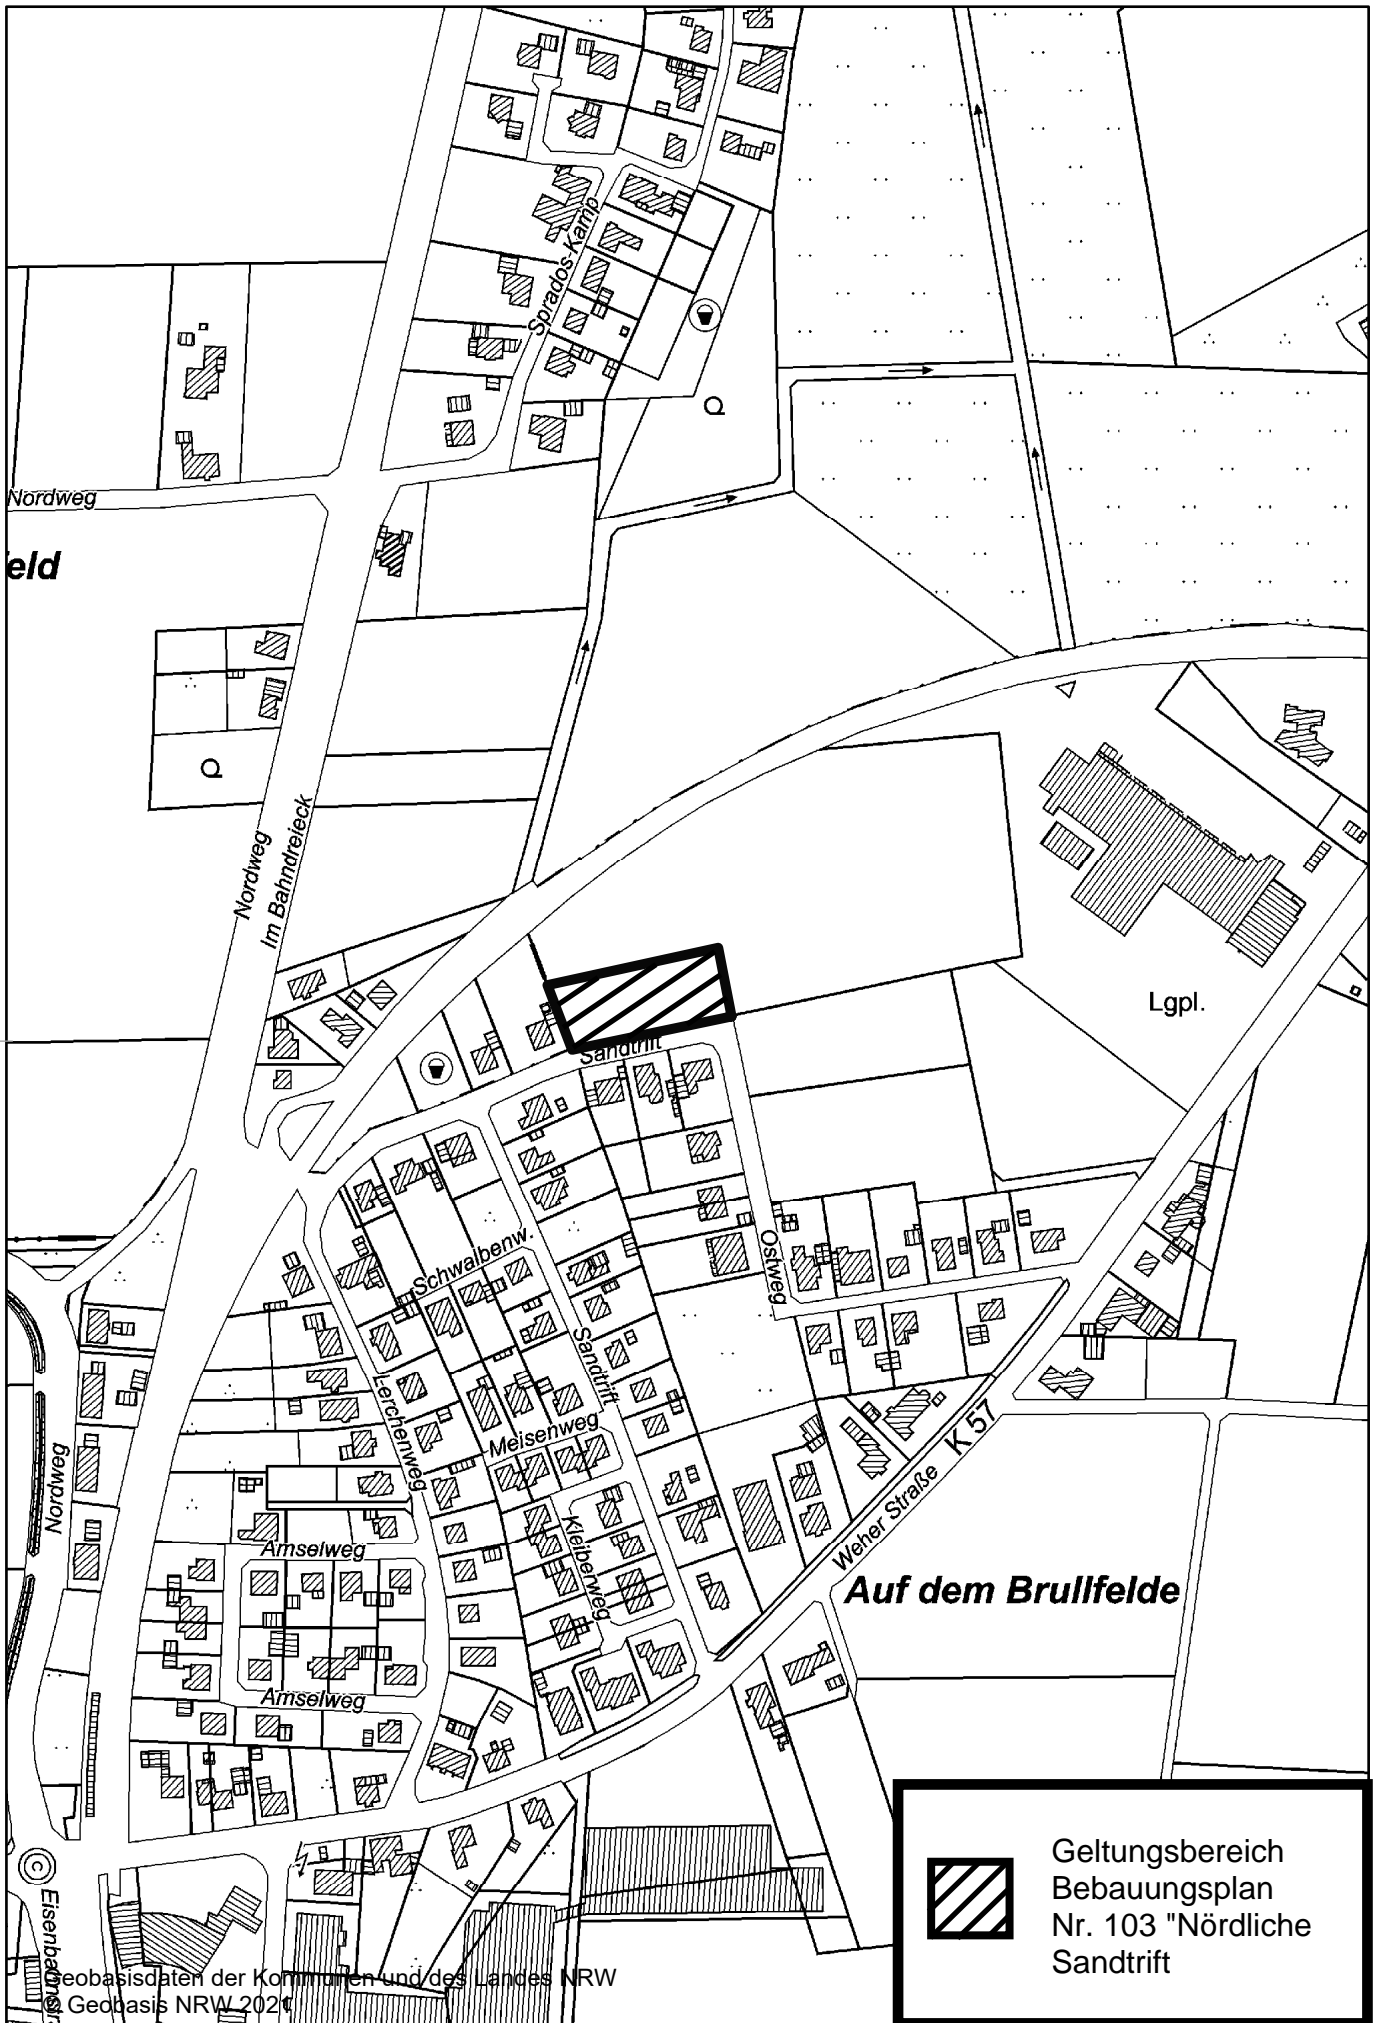 Sprados-Kamp
Nordweg
feld
Nordweg
Im Bahndreieck
Lgpl.
Sandtrift
Schwalbenw.
Ostweg
Sandtrift
Lerchenweg
Meisenweg
K 57
Nordweg
Weher Straße
Amselweg
Kleiberweg
Auf dem Brullfelde
Amselweg
Geltungsbereich
Bebauungsplan
Nr. 103 "Nördliche
Sandtrift
Geobasisdaten der Kommunen und des Landes NRW
© Geobasis NRW 2021